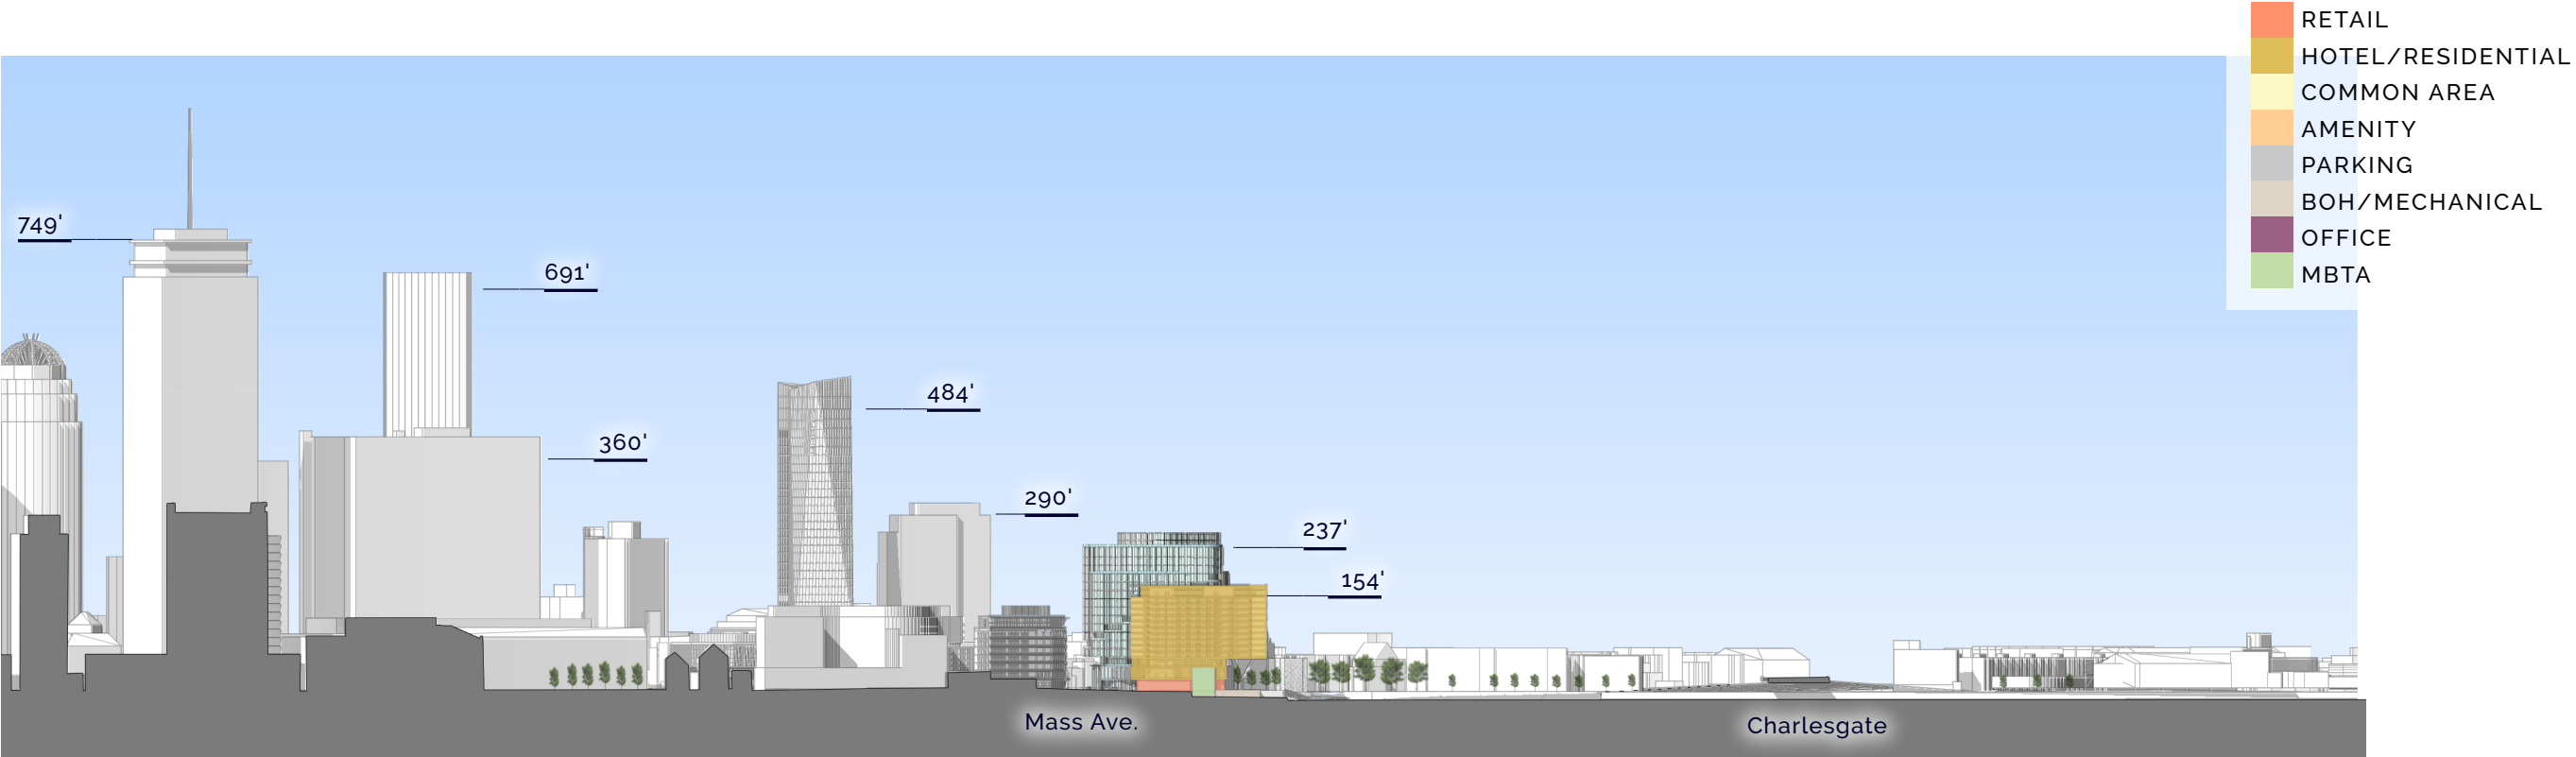 RETAIL
HOTEL/RESIDENTIAL
COMMON AREA
AMENITY
PARKING
BOH/MECHANICAL
OFFICE
MBTA
749'
691'
484'
360'
290'
237'
154'
Mass Ave.
Charlesgate